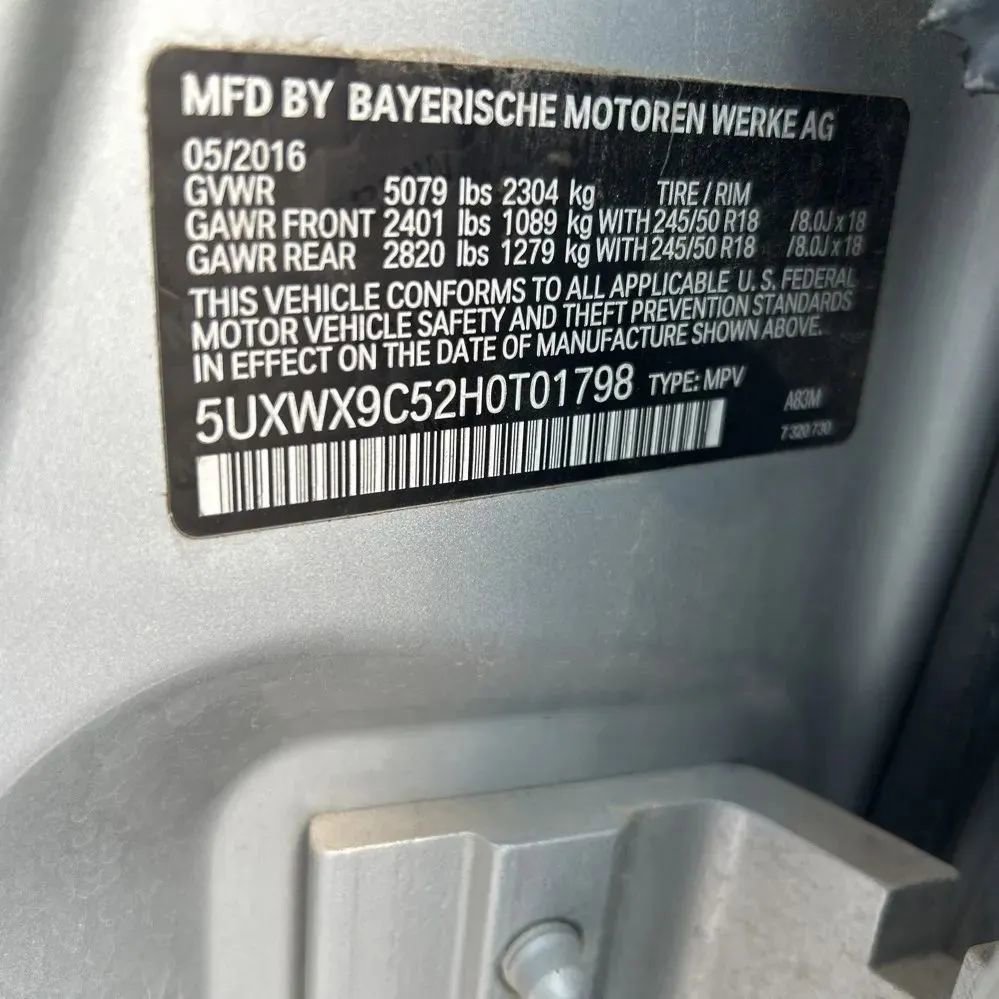 MFD BY BAYERISCHE MOTOREN WERKE AG
05/2016
GVWR 5079 lbs 2304 kg TIRE / RIM
GAWR FRONT 2401 lbs 1089 kg WITH 245/50 R18 /8.0J x 18
GAWR REAR 2820 lbs 1279 kg WITH 245/50 R18 /8.0J x 18
THIS VEHICLE CONFORMS TO ALL APPLICABLE U. S. FEDERAL
MOTOR VEHICLE SAFETY AND THEFT PREVENTION STANDARDS
IN EFFECT ON THE DATE OF MANUFACTURE SHOWN ABOVE.
5UXWX9C52H0T01798 TYPE: MPV
A83M
7 320 730